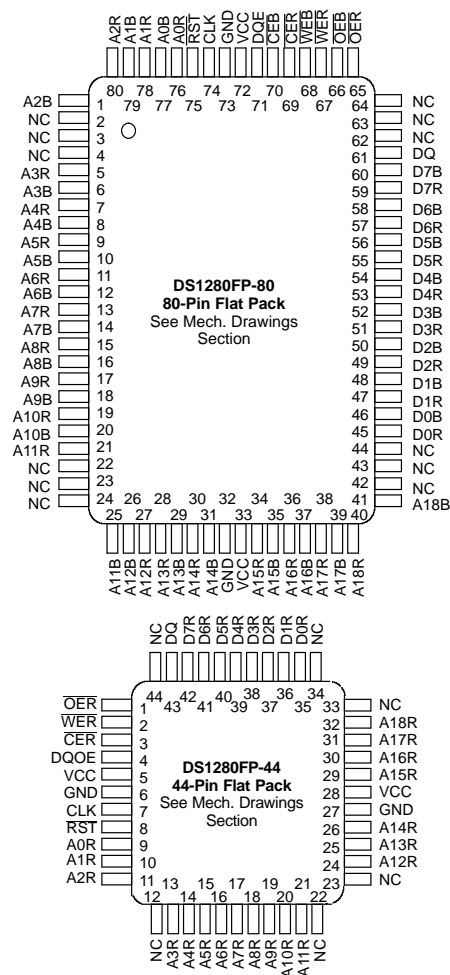 A2R A1B A1R A0B A0R RST CLK GND VCC DQE CEB CER WEB WER OEB OER
80 78 76 74 72 70 68 66 65
79 77 75 73 71 69 67
A2B 1 64 NC
NC 2 63 NC
NC 3 62 NC
NC 4 61 DQ
A3R 5 60 D7B
A3B 6 59 D7R
A4R 7 58 D6B
A4B 8 57 D6R
A5R 9 56 D5B
A5B 10 55 D5R
A6R 11 54 D4B
A6B 12 53 D4R
A7R 13 52 D3B
A7B 14 51 D3R
A8R 15 50 D2B
A8B 16 49 D2R
A9R 17 48 D1B
A9B 18 47 D1R
A10R 19 46 D0B
A10B 20 45 D0R
A11R 21 44 NC
NC 22 43 NC
NC 23 42 NC
NC 24 41 A18B
DS1280FP-80
80-Pin Flat Pack
See Mech. Drawings
Section
26 28 30 32 34 36 38
25 27 29 31 33 35 37 39 40
A11B A12B A12R A13R A13B A14R A14B GND VCC A15R A15B A16R A16B A17R A17B A18R
NC DQ D7R D6R D5R D4R D3R D2R D1R D0R NC
44 42 40 38 36 34
43 41 39 37 35
OER 1 33 NC
WER 2 32 A18R
CER 3 31 A17R
DQOE 4 30 A16R
VCC 5 29 A15R
GND 6 28 VCC
CLK 7 27 GND
RST 8 26 A14R
A0R 9 25 A13R
A1R 10 24 A12R
A2R 11 23 NC
DS1280FP-44
44-Pin Flat Pack
See Mech. Drawings
Section
13 15 17 19 21
12 14 16 18 20 22
NC A3R A4R A5R A6R A7R A8R A9R A10R A11R NC